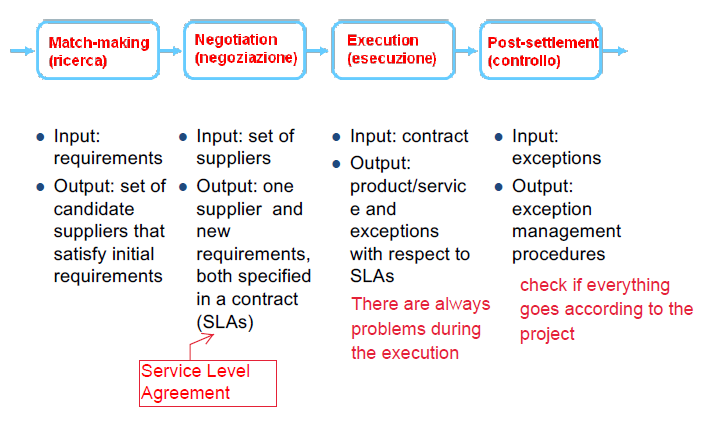 Match-making
(ricerca)
Negotiation
(negoziazione)
Execution
(esecuzione)
Post-settlement
(controllo)
Input:
requirements
Output: set of
candidate
suppliers that
satisfy initial
requirements
Input: set of
suppliers
Output: one
supplier and
new
requirements,
both specified
in a contract
(SLAs)
Service Level
Agreement
Input: contract
Output:
product/servic
e and
exceptions
with respect to
SLAs
There are always
problems during
the execution
Input:
exceptions
Output:
exception
management
procedures
check if everything
goes according to the
project